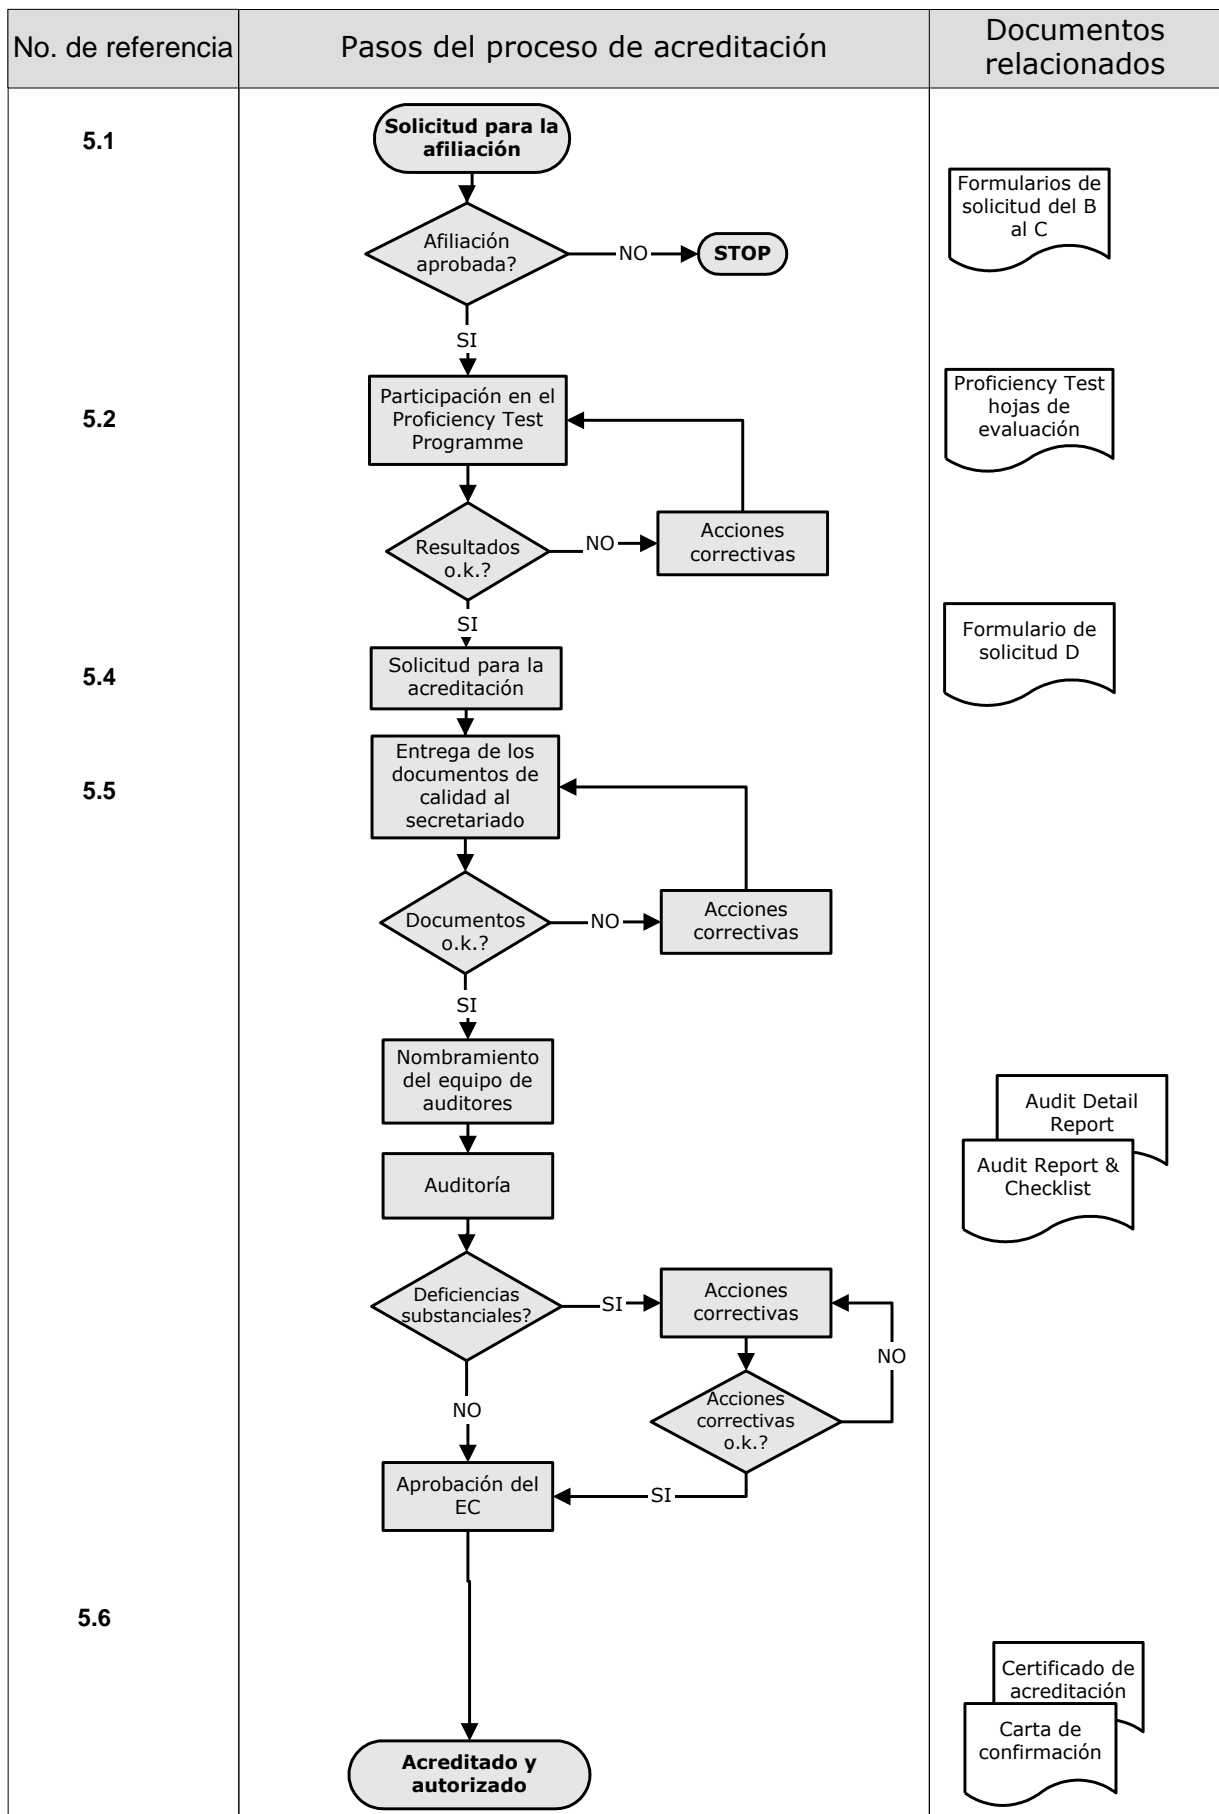 No. de referencia
Pasos del proceso de acreditación
Documentos
relacionados
5.1
Solicitud para la
afiliación
Formularios de
solicitud del B
al C
Afiliación
aprobada?
NO
STOP
SI
5.2
Participación en el
Proficiency Test
Programme
Proficiency Test
hojas de
evaluación
Resultados
o.k.?
NO
Acciones
correctivas
SI
5.4
Solicitud para la
acreditación
Formulario de
solicitud D
5.5
Entrega de los
documentos de
calidad al
secretariado
Documentos
o.k.?
NO
Acciones
correctivas
SI
Nombramiento
del equipo de
auditores
Audit Detail
Report
Auditoría
Audit Report &
Checklist
Deficiencias
substanciales?
SI
Acciones
correctivas
NO
NO
Acciones
correctivas
o.k.?
Aprobación del
EC
SI
5.6
Certificado de
acreditación
Carta de
confirmación
Acreditado y
autorizado